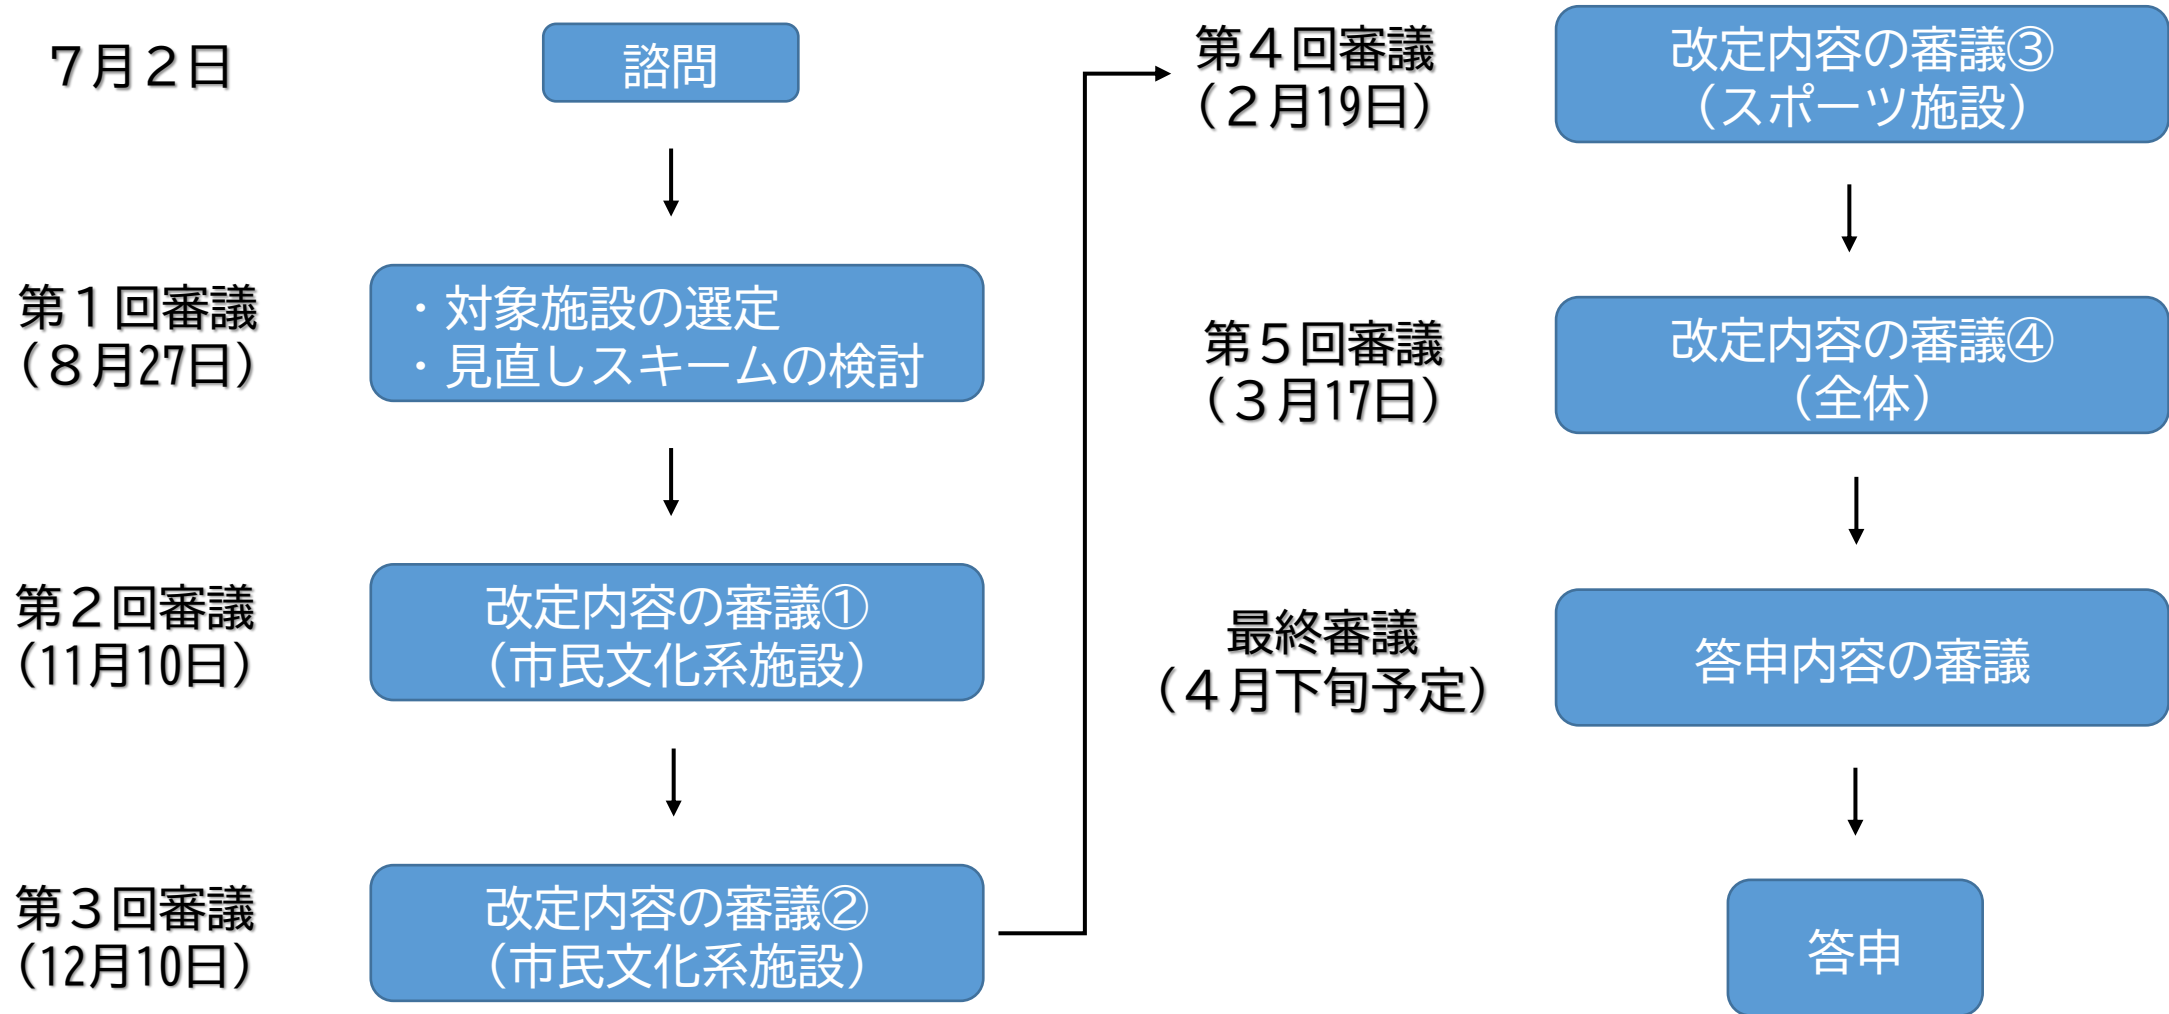 ７月２日
諮問
第１回審議
（８月27日）
・対象施設の選定
・見直しスキームの検討
第２回審議
（11月10日）
改定内容の審議①
（市民文化系施設）
第３回審議
（12月10日）
改定内容の審議②
（市民文化系施設）
第４回審議
（２月19日）
改定内容の審議③
（スポーツ施設）
第５回審議
（３月17日）
改定内容の審議④
（全体）
最終審議
（４月下旬予定）
答申内容の審議
答申